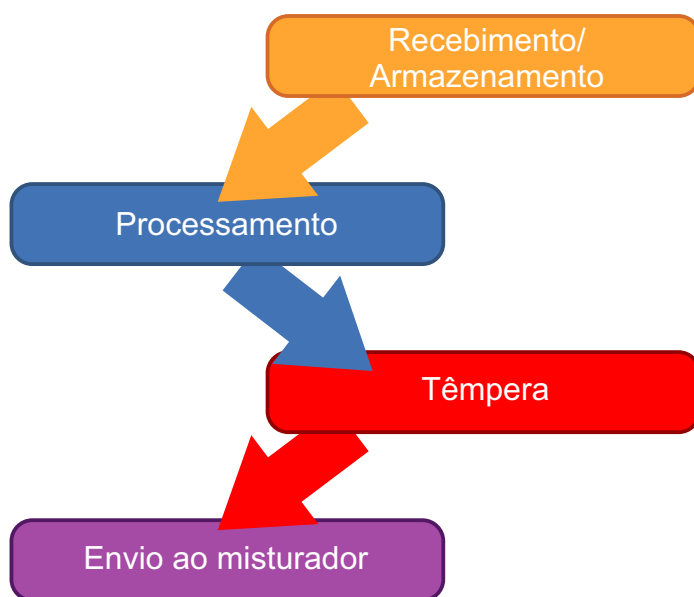 Recebimento/
Armazenamento
Processamento
Têmpera
Envio ao misturador